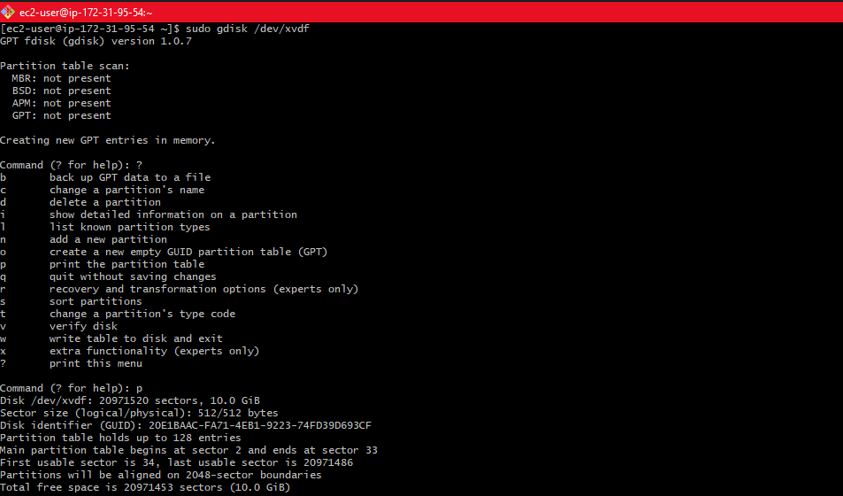 ec2-user@ip-172-31-95-54:~
[ec2-user@ip-172-31-95-54 ~]$ sudo gdisk /dev/xvdf
GPT fdisk (gdisk) version 1.0.7
Partition table scan:
MBR: not present
BSD: not present
APM: not present
GPT: not present
Creating new GPT entries in memory.
Command (? for help): ?
b back up GPT data to a file
c change a partition's name
d delete a partition
i show detailed information on a partition
l list known partition types
n add a new partition
o create a new empty GUID partition table (GPT)
p print the partition table
q quit without saving changes
r recovery and transformation options (experts only)
s sort partitions
t change a partition's type code
v verify disk
w write table to disk and exit
x extra functionality (experts only)
? print this menu
Command (? for help): p
Disk /dev/xvdf: 20971520 sectors, 10.0 GiB
Sector size (logical/physical): 512/512 bytes
Disk identifier (GUID): 20E1BAAC-FA71-4EB1-9223-74FD39D693CF
Partition table holds up to 128 entries
Main partition table begins at sector 2 and ends at sector 33
First usable sector is 34, last usable sector is 20971486
Partitions will be aligned on 2048-sector boundaries
Total free space is 20971453 sectors (10.0 GiB)